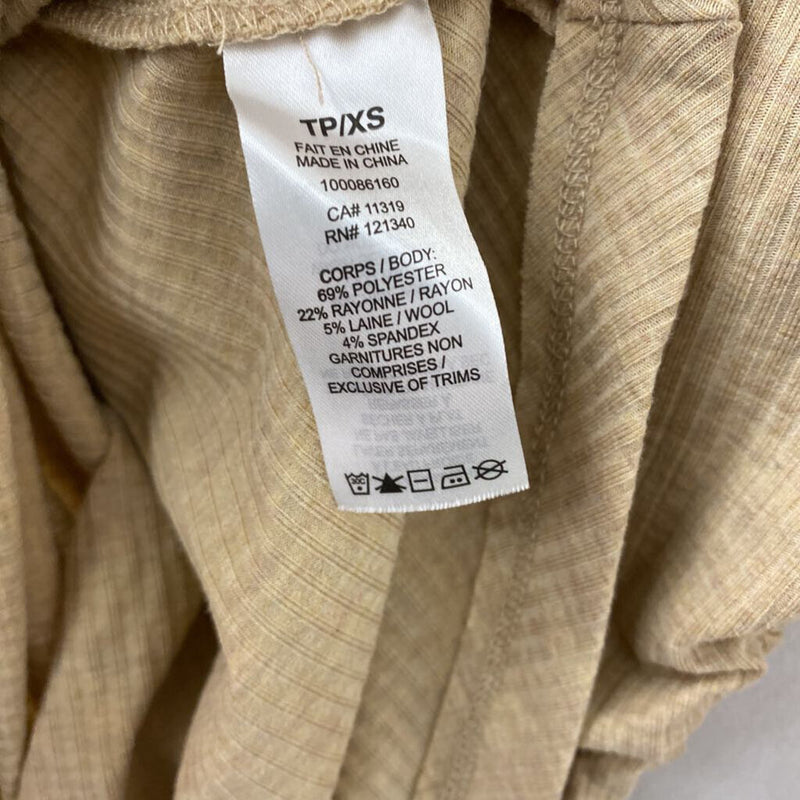 TP/XS
FAIT EN CHINE
MADE IN CHINA
100086160
CA# 11319
RN# 121340
CORPS / BODY:
69% POLYESTER
22% RAYONNE / RAYON
5% LAINE / WOOL
4% SPANDEX
GARNITURES NON
COMPRISES /
EXCLUSIVE OF TRIMS
30C